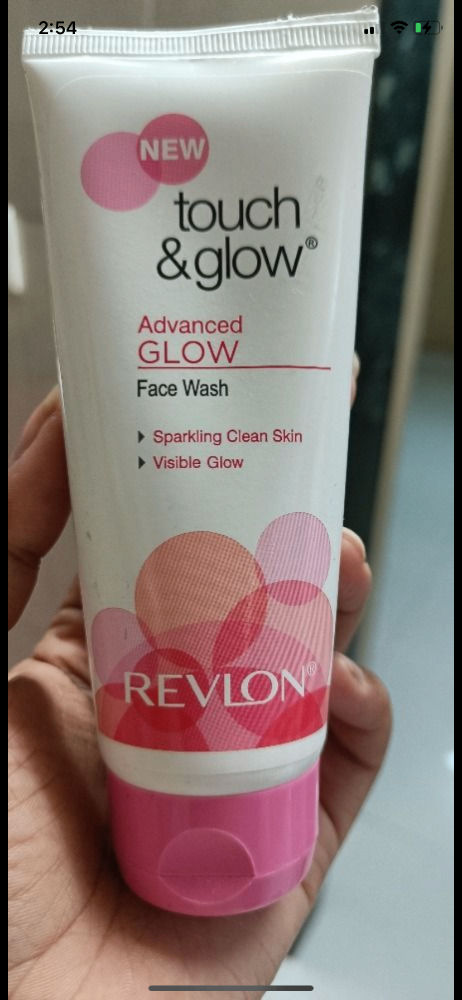 2:54
NEW
touch
&glow®
Advanced
GLOW
Face Wash
Sparkling Clean Skin
Visible Glow
REVLON®